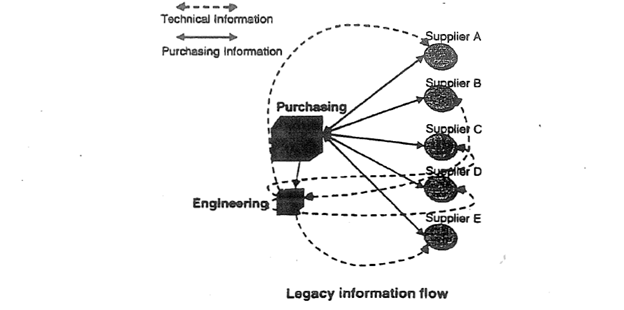 Technical Information
Purchasing Information
Supplier A
Supplier B
Purchasing
Supplier C
Supplier D
Engineering
Supplier E
Legacy information flow